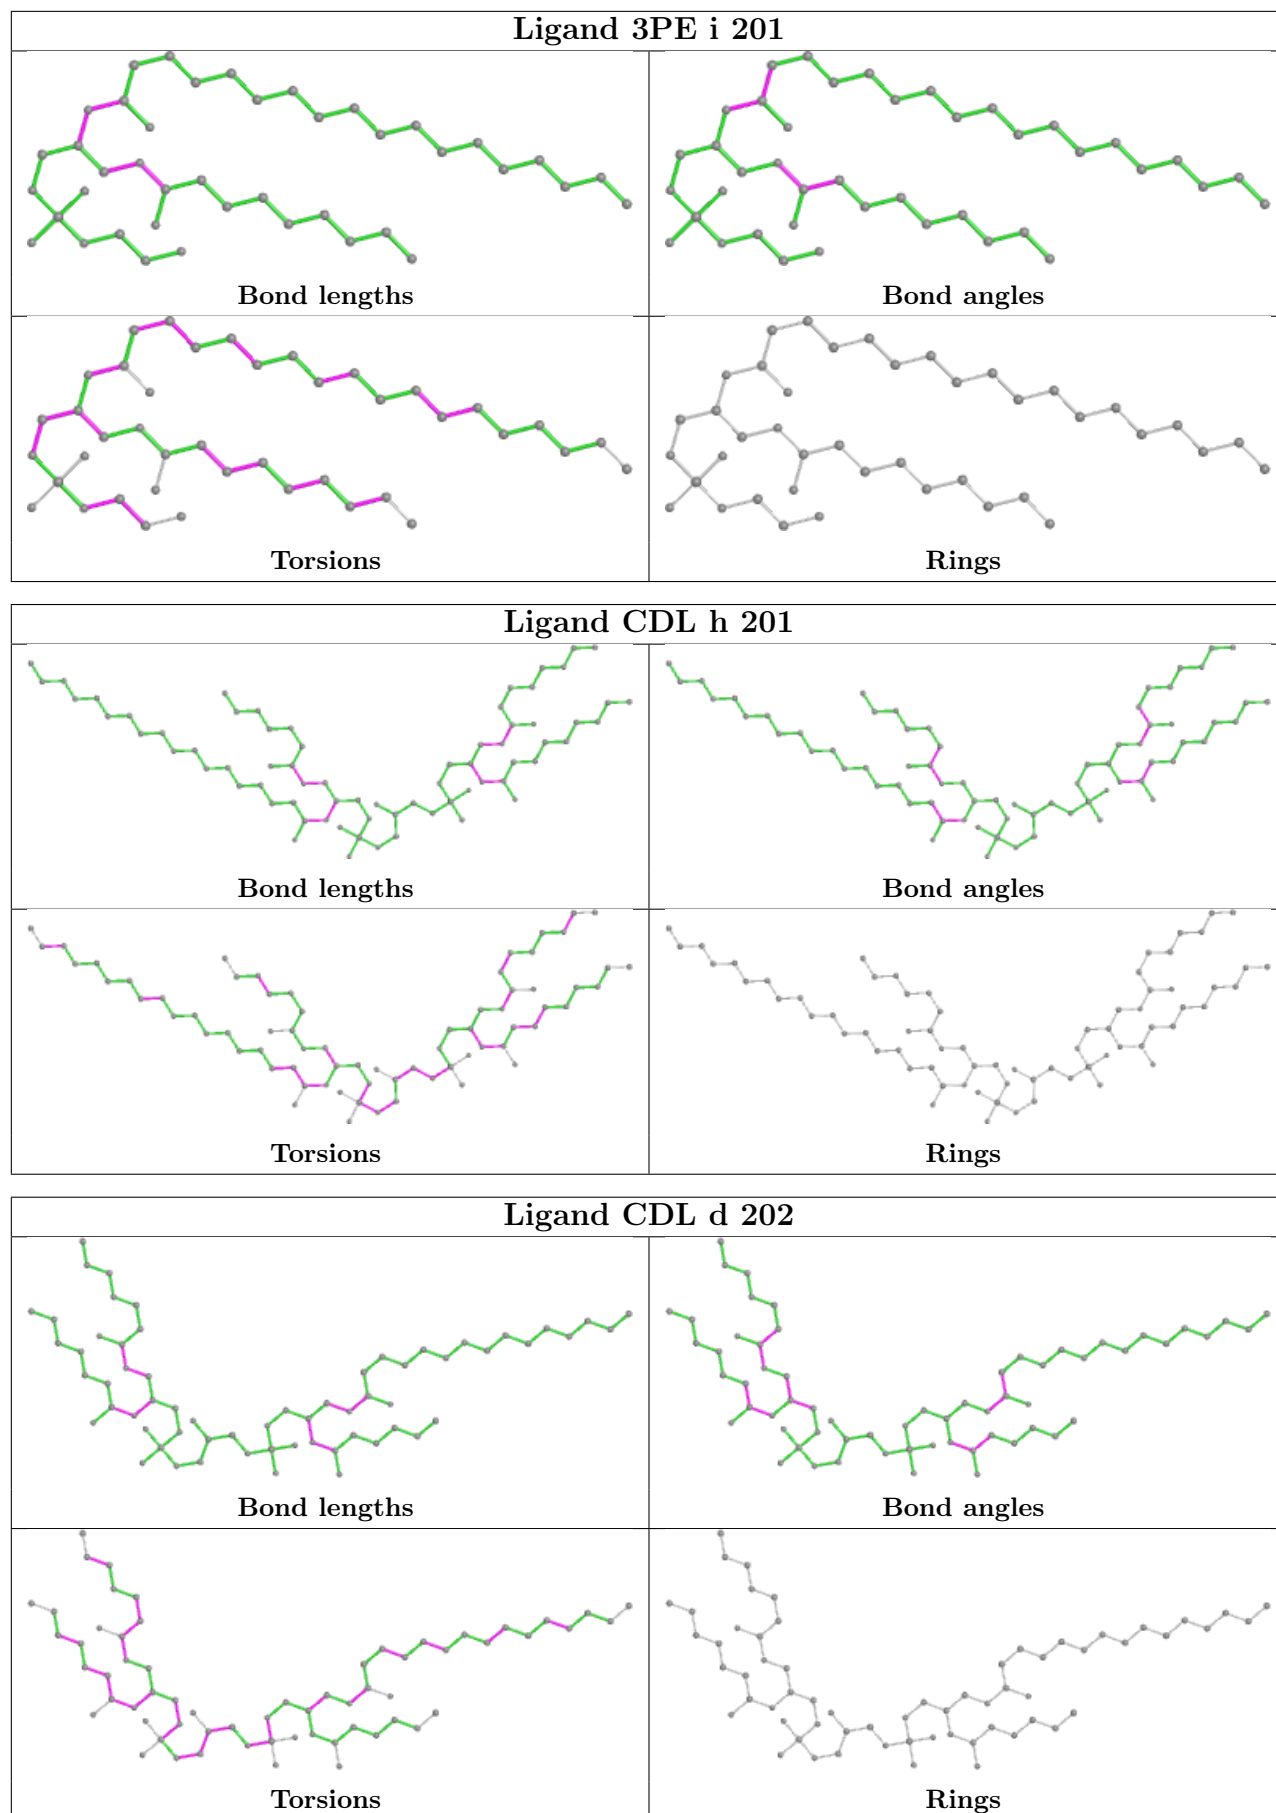 Ligand 3PE i 201
Bond lengths
Bond angles
Torsions
Rings
Ligand CDL h 201
Bond lengths
Bond angles
Torsions
Rings
Ligand CDL d 202
Bond lengths
Bond angles
Torsions
Rings